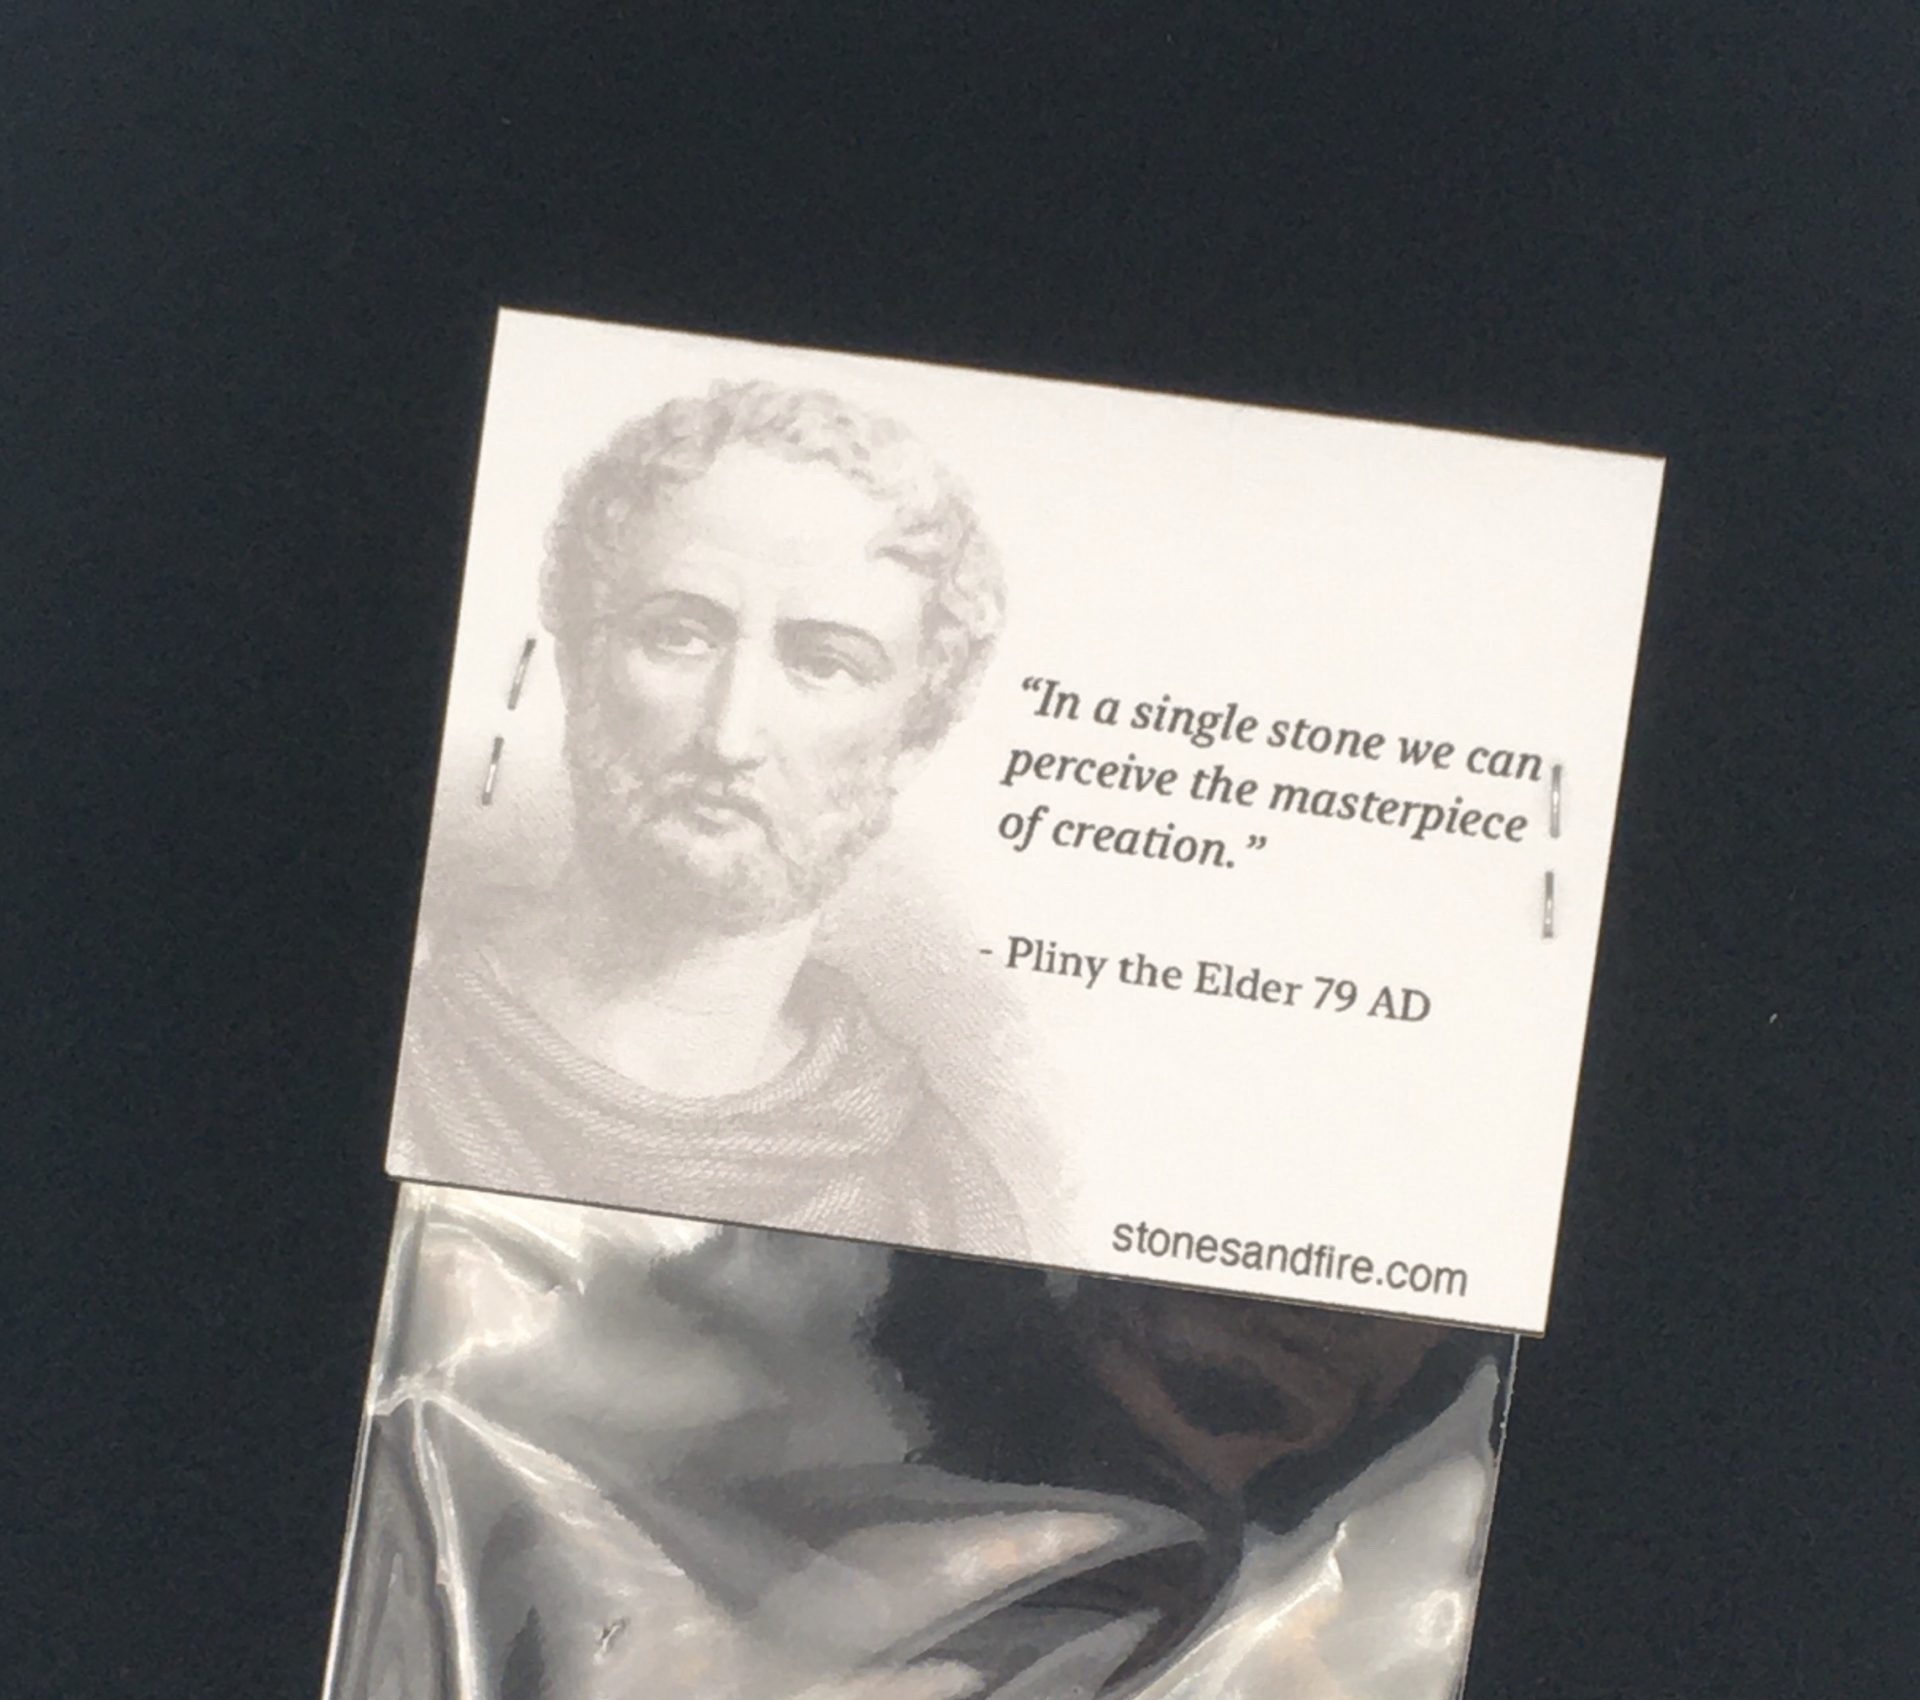 “In a single stone we can
perceive the masterpiece
of creation.”
- Pliny the Elder 79 AD
stonesandfire.com